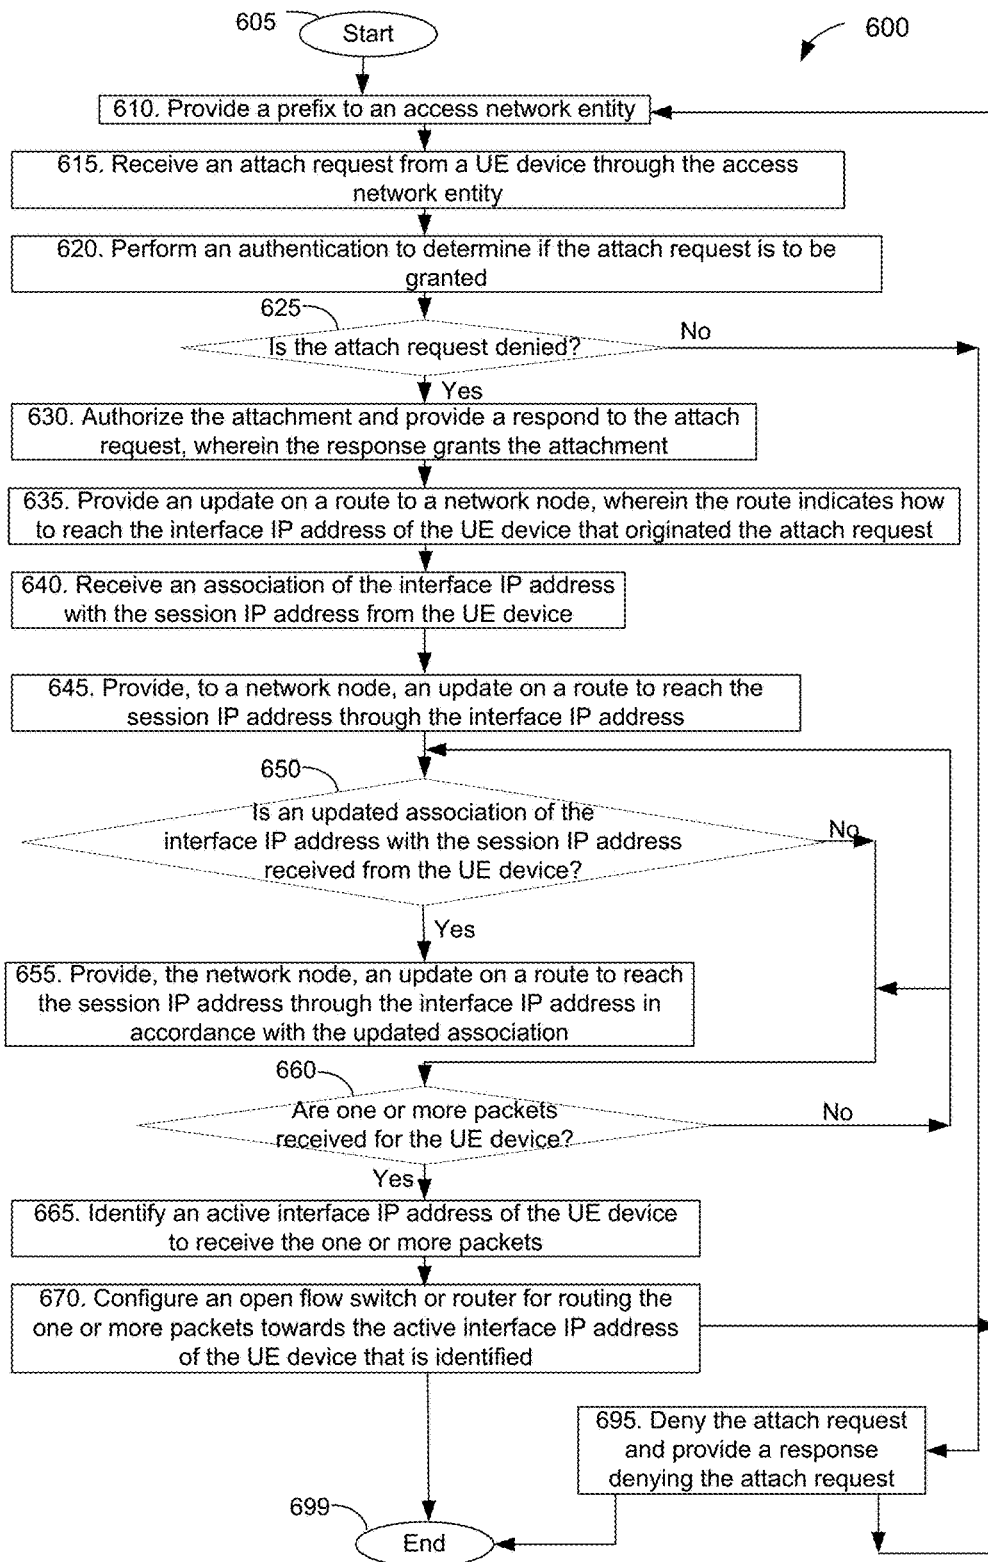 605
Start
600
610. Provide a prefix to an access network entity
615. Receive an attach request from a UE device through the access
network entity
620. Perform an authentication to determine if the attach request is to be
granted
625
Is the attach request denied?
No
Yes
630. Authorize the attachment and provide a respond to the attach
request, wherein the response grants the attachment
635. Provide an update on a route to a network node, wherein the route indicates how
to reach the interface IP address of the UE device that originated the attach request
640. Receive an association of the interface IP address
with the session IP address from the UE device
645. Provide, to a network node, an update on a route to reach the
session IP address through the interface IP address
650
Is an updated association of the
interface IP address with the session IP address
received from the UE device?
No
Yes
655. Provide, the network node, an update on a route to reach
the session IP address through the interface IP address in
accordance with the updated association
660
Are one or more packets
received for the UE device?
No
Yes
665. Identify an active interface IP address of the UE device
to receive the one or more packets
670. Configure an open flow switch or router for routing the
one or more packets towards the active interface IP address
of the UE device that is identified
695. Deny the attach request
and provide a response
denying the attach request
699
End